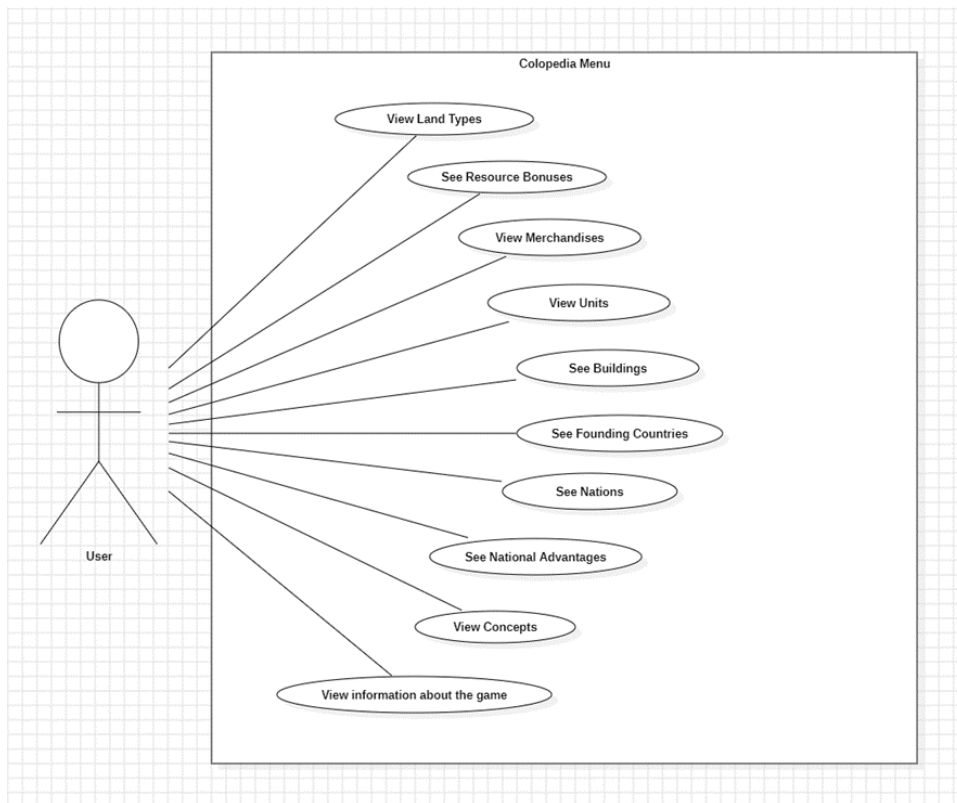 Colopedia Menu
View Land Types
See Resource Bonuses
View Merchandises
View Units
See Buildings
See Founding Countries
See Nations
See National Advantages
View Concepts
View information about the game
User